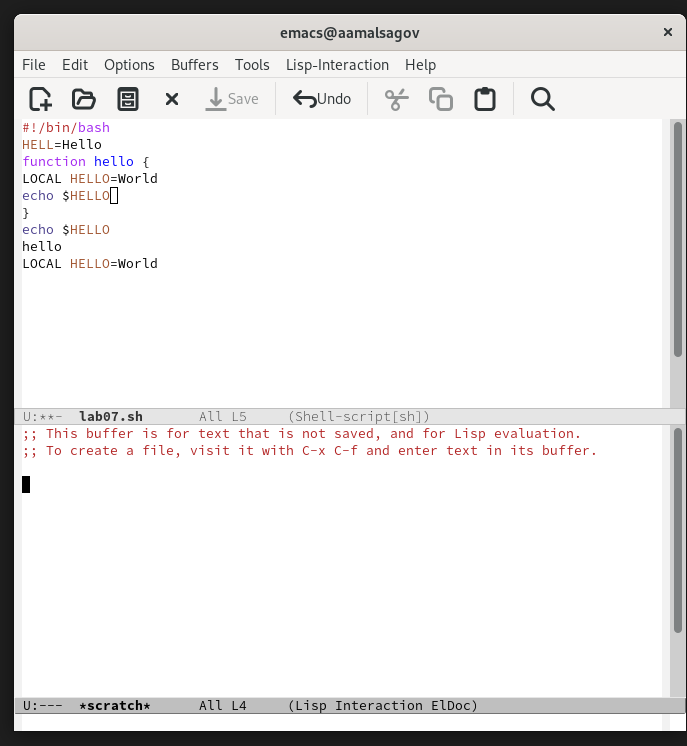 emacs@aamalsagov
File Edit Options Buffers Tools Lisp-Interaction Help
Save Undo
#!/bin/bash
HELL=Hello
function hello {
LOCAL HELLO=World
echo $HELLO
}
echo $HELLO
hello
LOCAL HELLO=World
U:**- lab07.sh All L5 (Shell-script[sh])
;; This buffer is for text that is not saved, and for Lisp evaluation.
;; To create a file, visit it with C-x C-f and enter text in its buffer.
U:--- *scratch* All L4 (Lisp Interaction ElDoc)